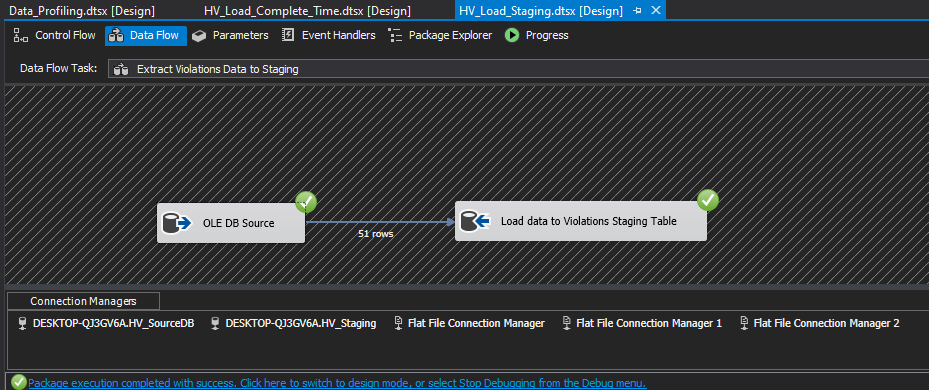 Data_Profiling.dtsx [Design] HV_Load_Complete_Time.dtsx [Design] HV_Load_Staging.dtsx [Design]
Control Flow Data Flow Parameters Event Handlers Package Explorer Progress
Data Flow Task: Extract Violations Data to Staging
OLE DB Source Load data to Violations Staging Table
51 rows
Connection Managers
DESKTOP-QJ3GV6A.HV_SourceDB DESKTOP-QJ3GV6A.HV_Staging Flat File Connection Manager Flat File Connection Manager 1 Flat File Connection Manager 2
Package execution completed with success. Click here to switch to design mode, or select Stop Debugging from the Debug menu.